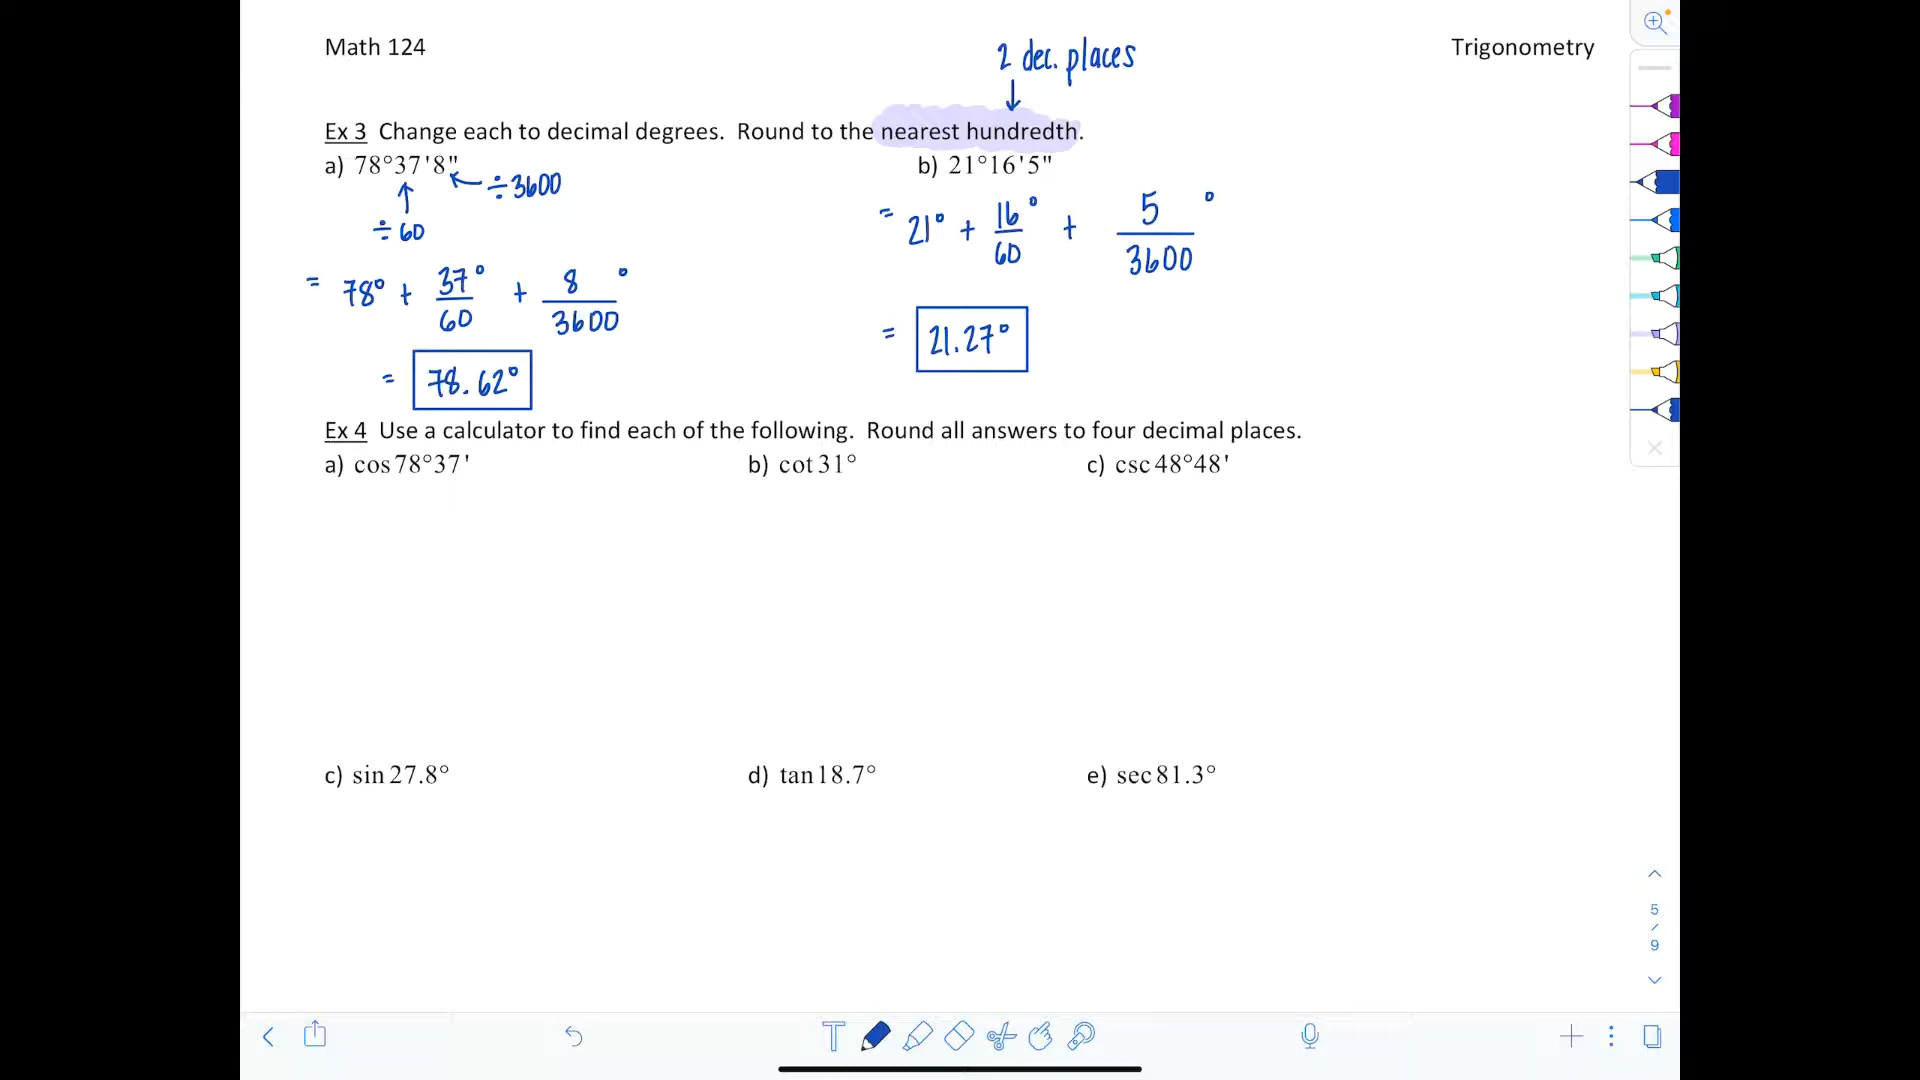 Math 124
Trigonometry
2 dec. places
↓
Ex 3 Change each to decimal degrees. Round to the nearest hundredth.
a) 78°37'8"
÷3600
÷60
= 78° + 37/60° + 8/3600°
= 78.62°
b) 21°16'5"
= 21° + 16/60° + 5/3600°
= 21.27°
Ex 4 Use a calculator to find each of the following. Round all answers to four decimal places.
a) cos 78°37'
b) cot 31°
c) csc 48°48'
c) sin 27.8°
d) tan 18.7°
e) sec 81.3°
5
/
9
T